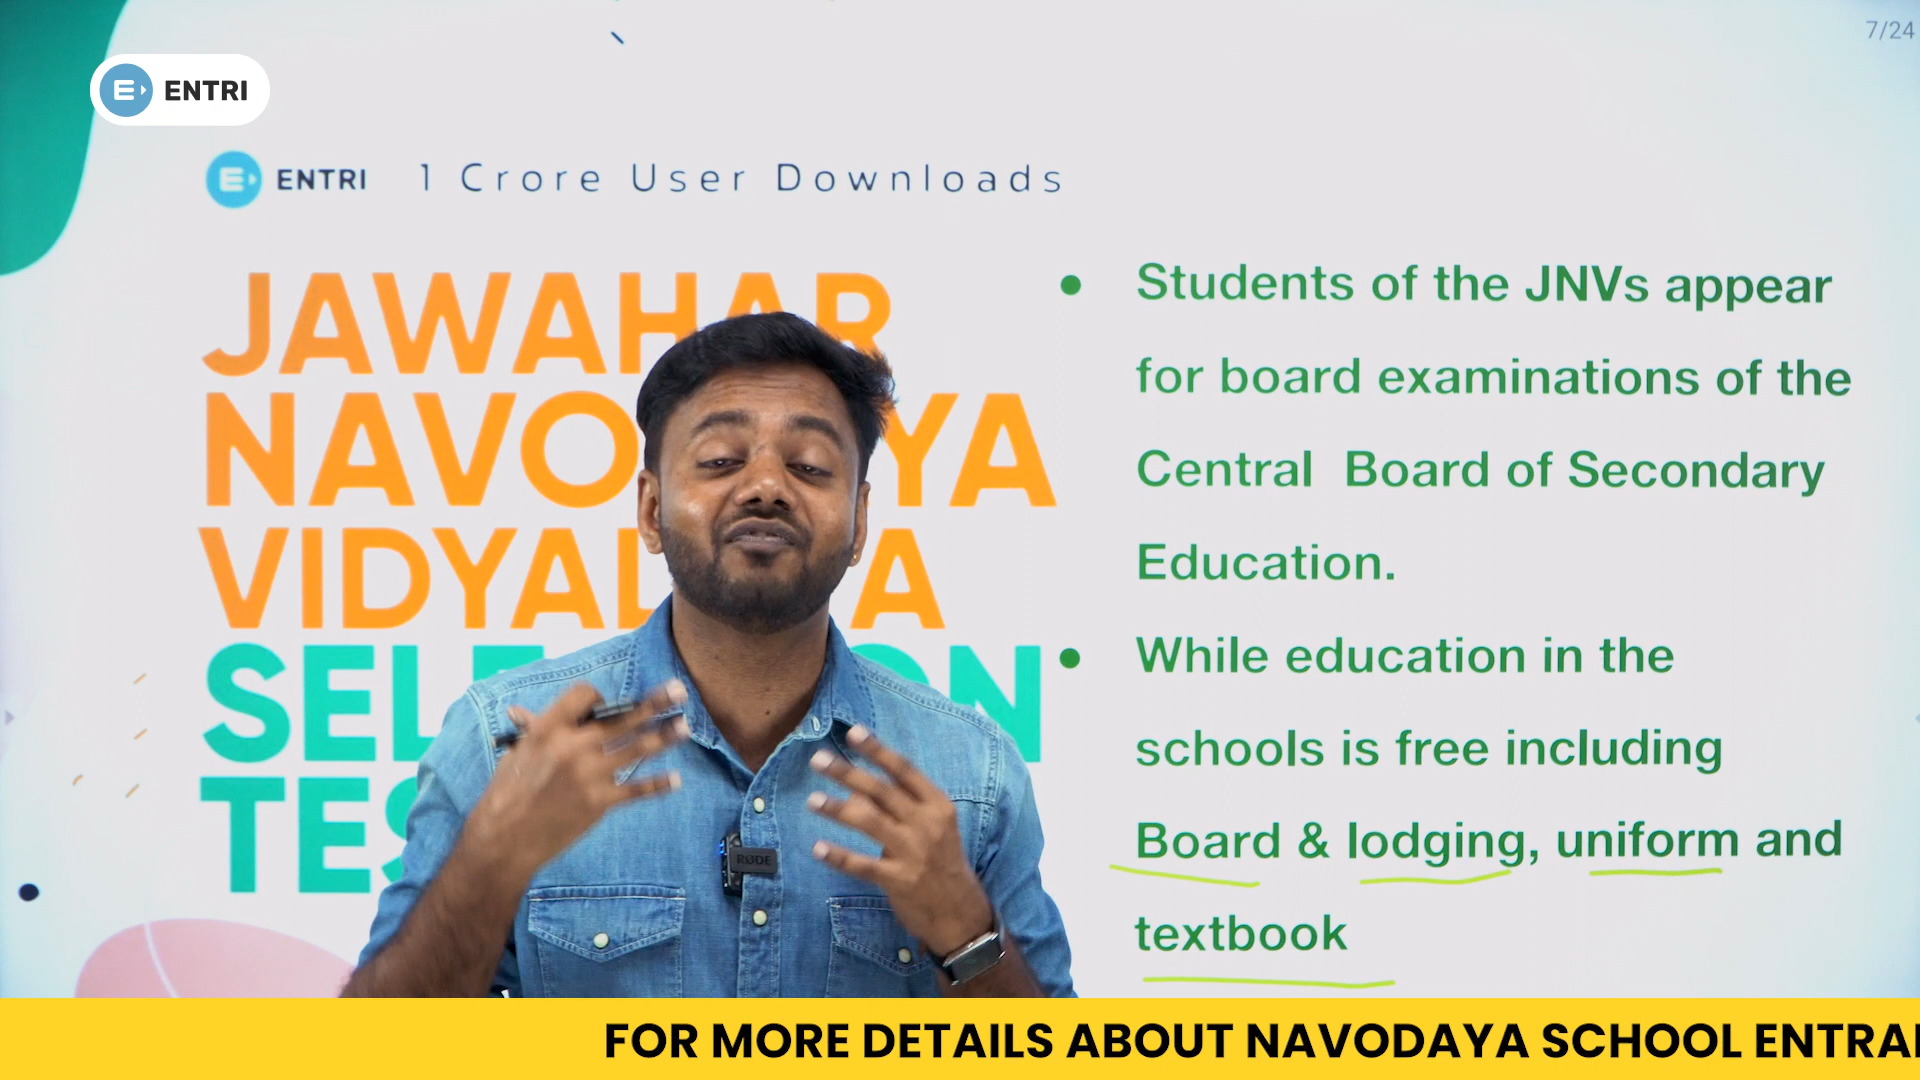 7/24
ENTRI
ENTRI 1 Crore User Downloads
JAWAHAR
NAVO YA
VIDYAL A
SELE ON
TES
• Students of the JNVs appear
for board examinations of the
Central Board of Secondary
Education.
• While education in the
schools is free including
Board & lodging, uniform and
textbook
RØDE
FOR MORE DETAILS ABOUT NAVODAYA SCHOOL